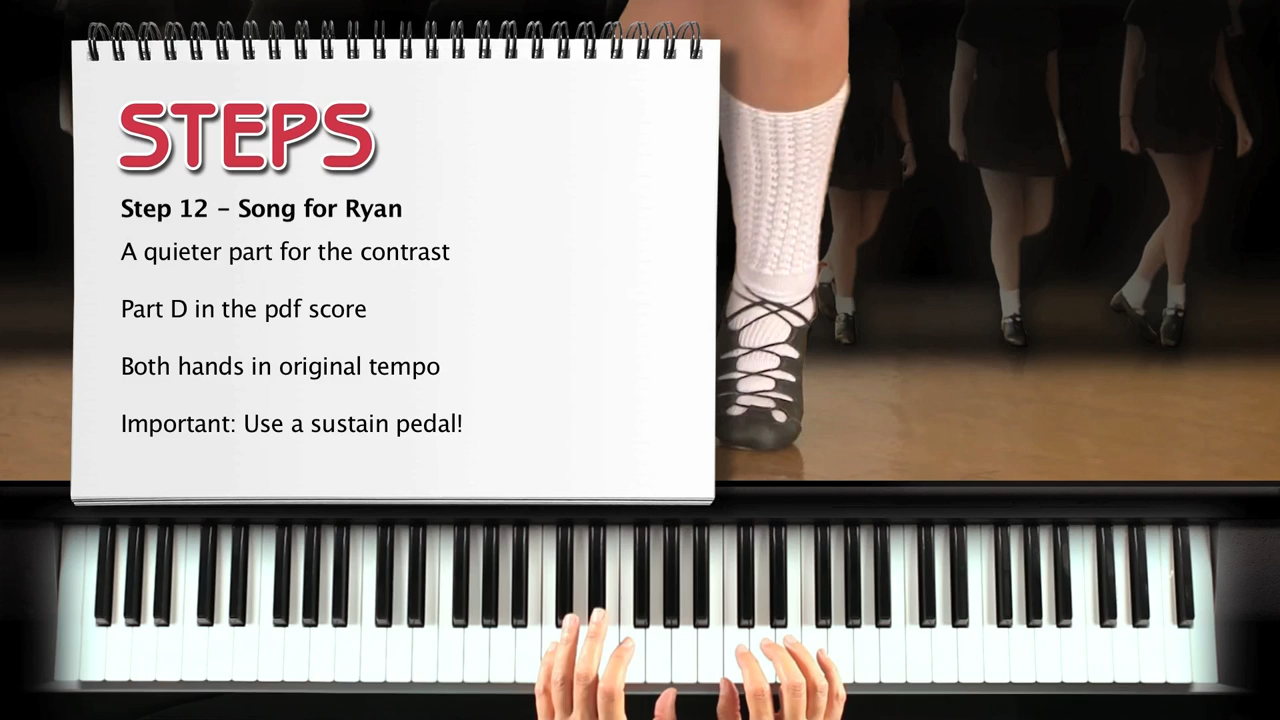 STEPS
Step 12 – Song for Ryan
A quieter part for the contrast
Part D in the pdf score
Both hands in original tempo
Important: Use a sustain pedal!